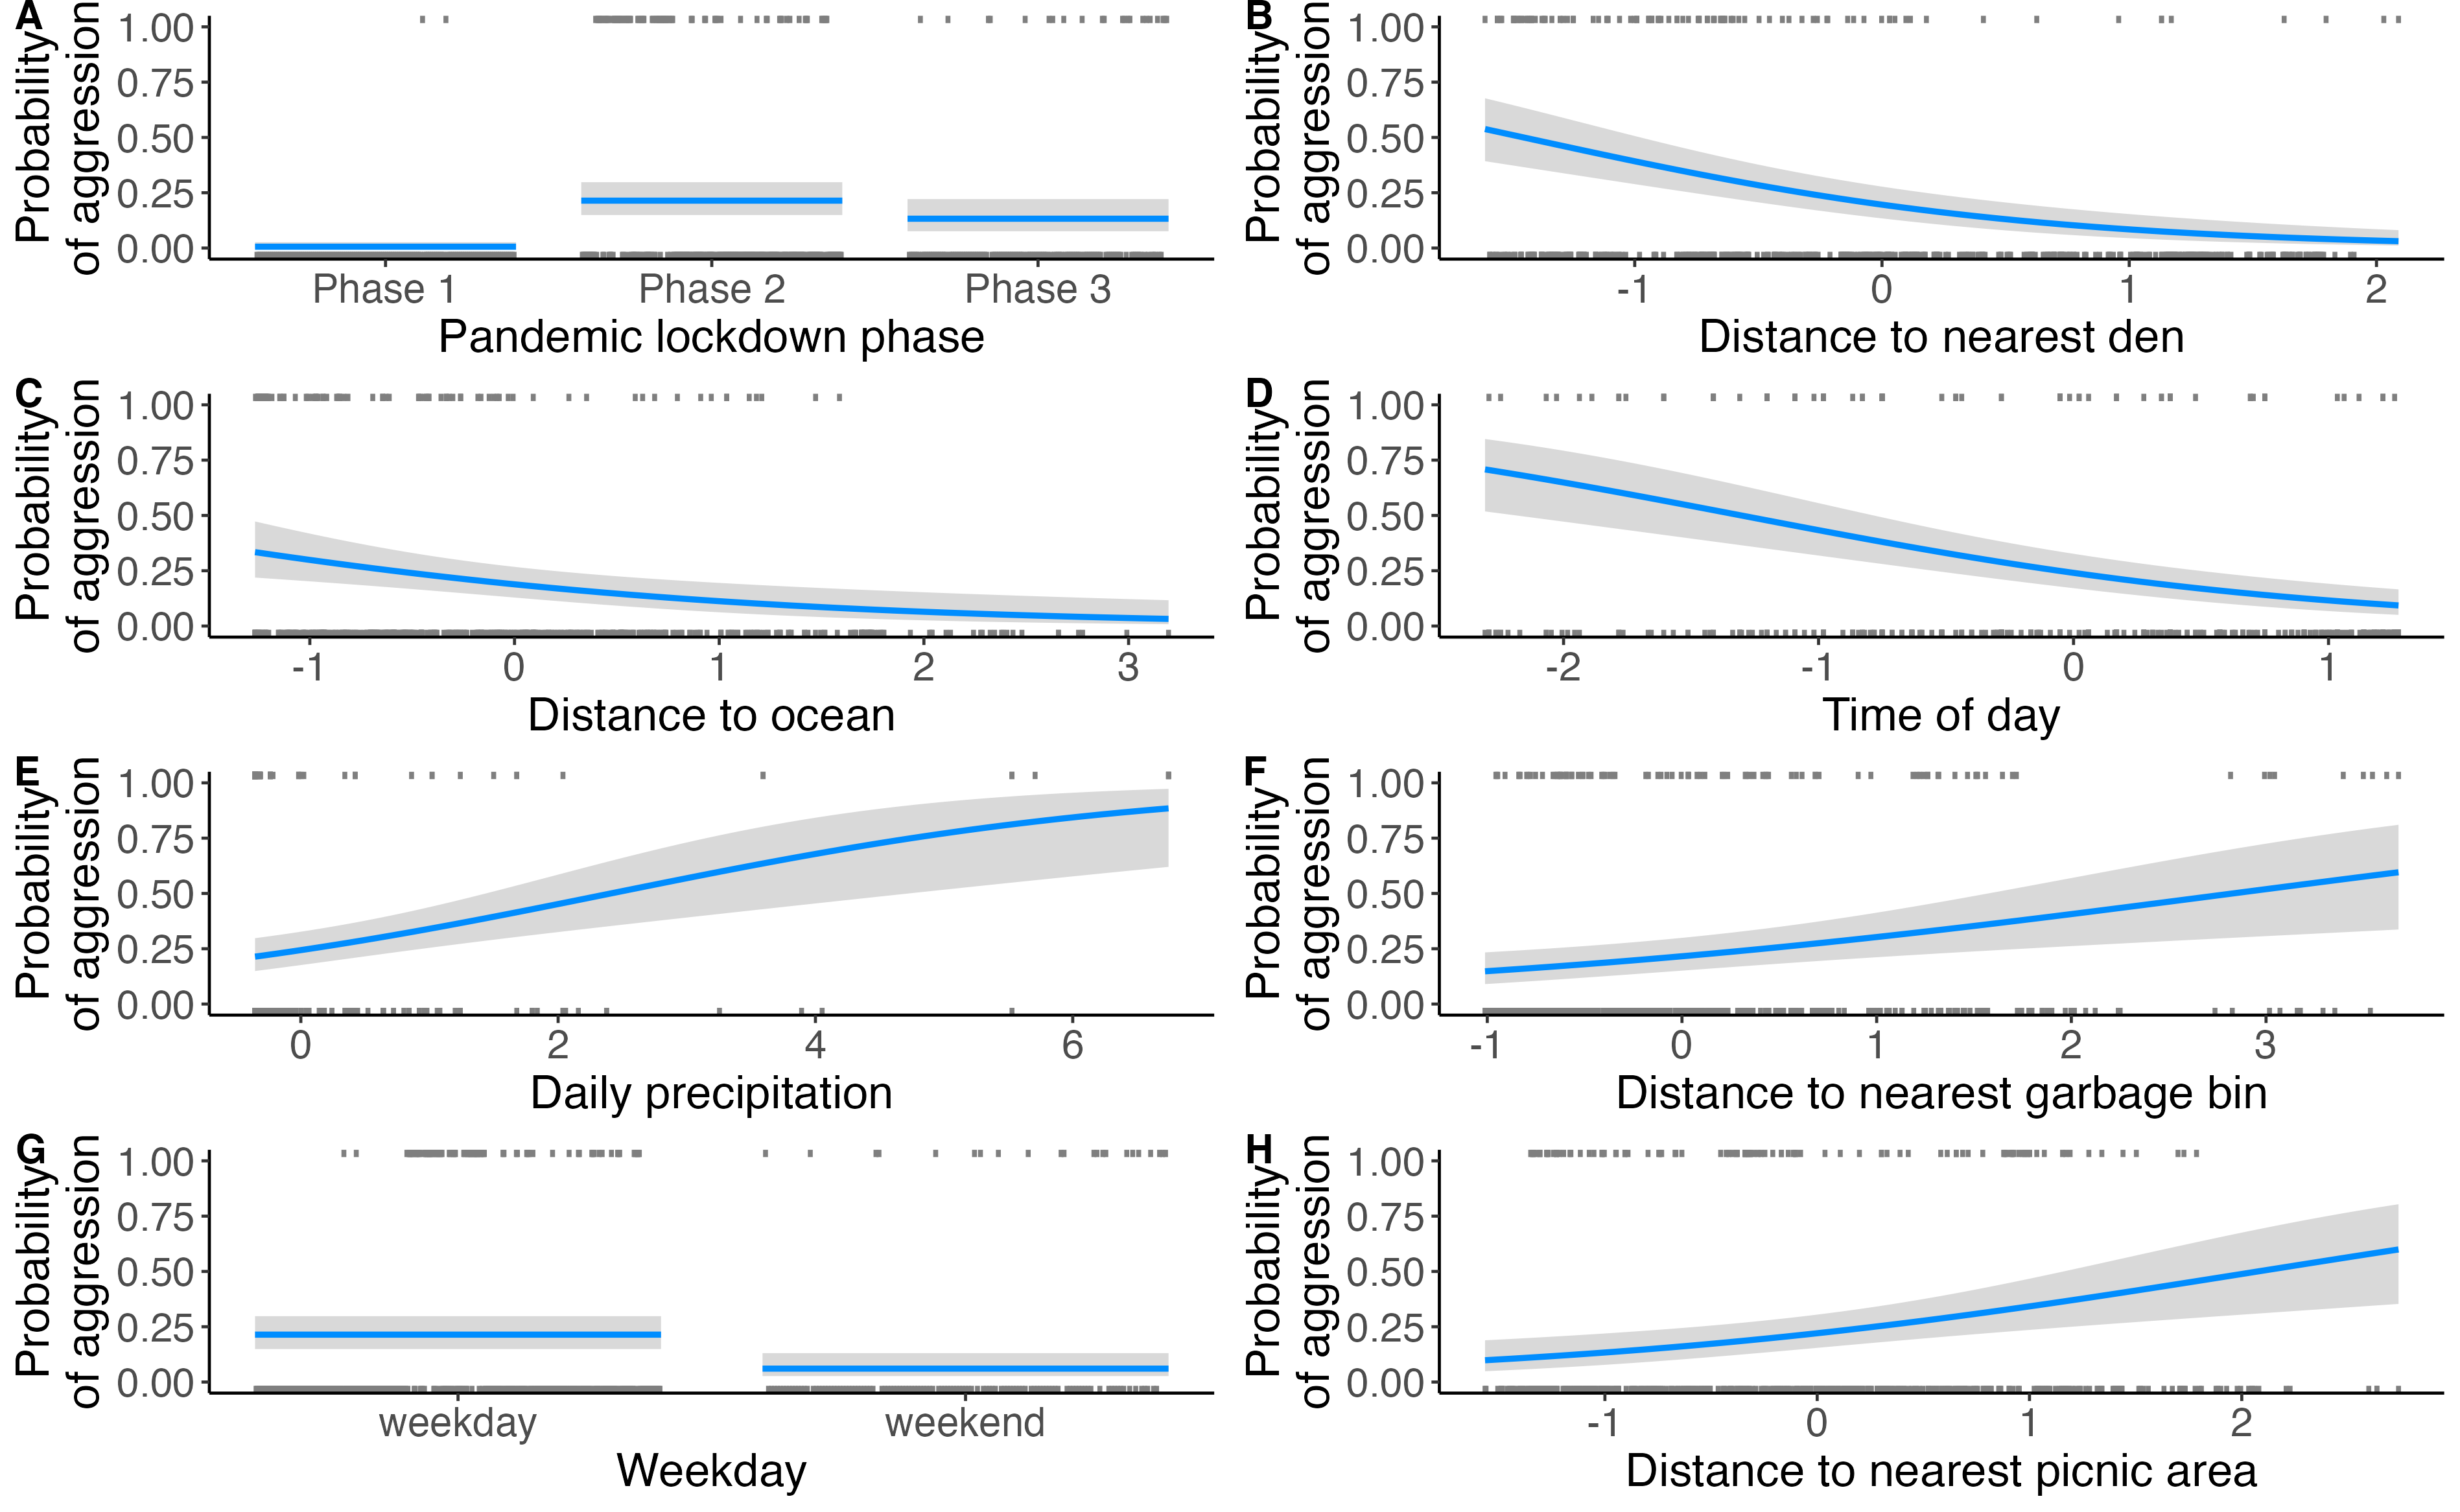 A
Probability
of aggression
1.00
0.75
0.50
0.25
0.00
Phase 1 Phase 2 Phase 3
Pandemic lockdown phase
B
Probability
of aggression
1.00
0.75
0.50
0.25
0.00
-1 0 1 2
Distance to nearest den
C
Probability
of aggression
1.00
0.75
0.50
0.25
0.00
-1 0 1 2 3
Distance to ocean
D
Probability
of aggression
1.00
0.75
0.50
0.25
0.00
-2 -1 0 1
Time of day
E
Probability
of aggression
1.00
0.75
0.50
0.25
0.00
0 2 4 6
Daily precipitation
F
Probability
of aggression
1.00
0.75
0.50
0.25
0.00
-1 0 1 2 3
Distance to nearest garbage bin
G
Probability
of aggression
1.00
0.75
0.50
0.25
0.00
weekday weekend
Weekday
H
Probability
of aggression
1.00
0.75
0.50
0.25
0.00
-1 0 1 2
Distance to nearest picnic area